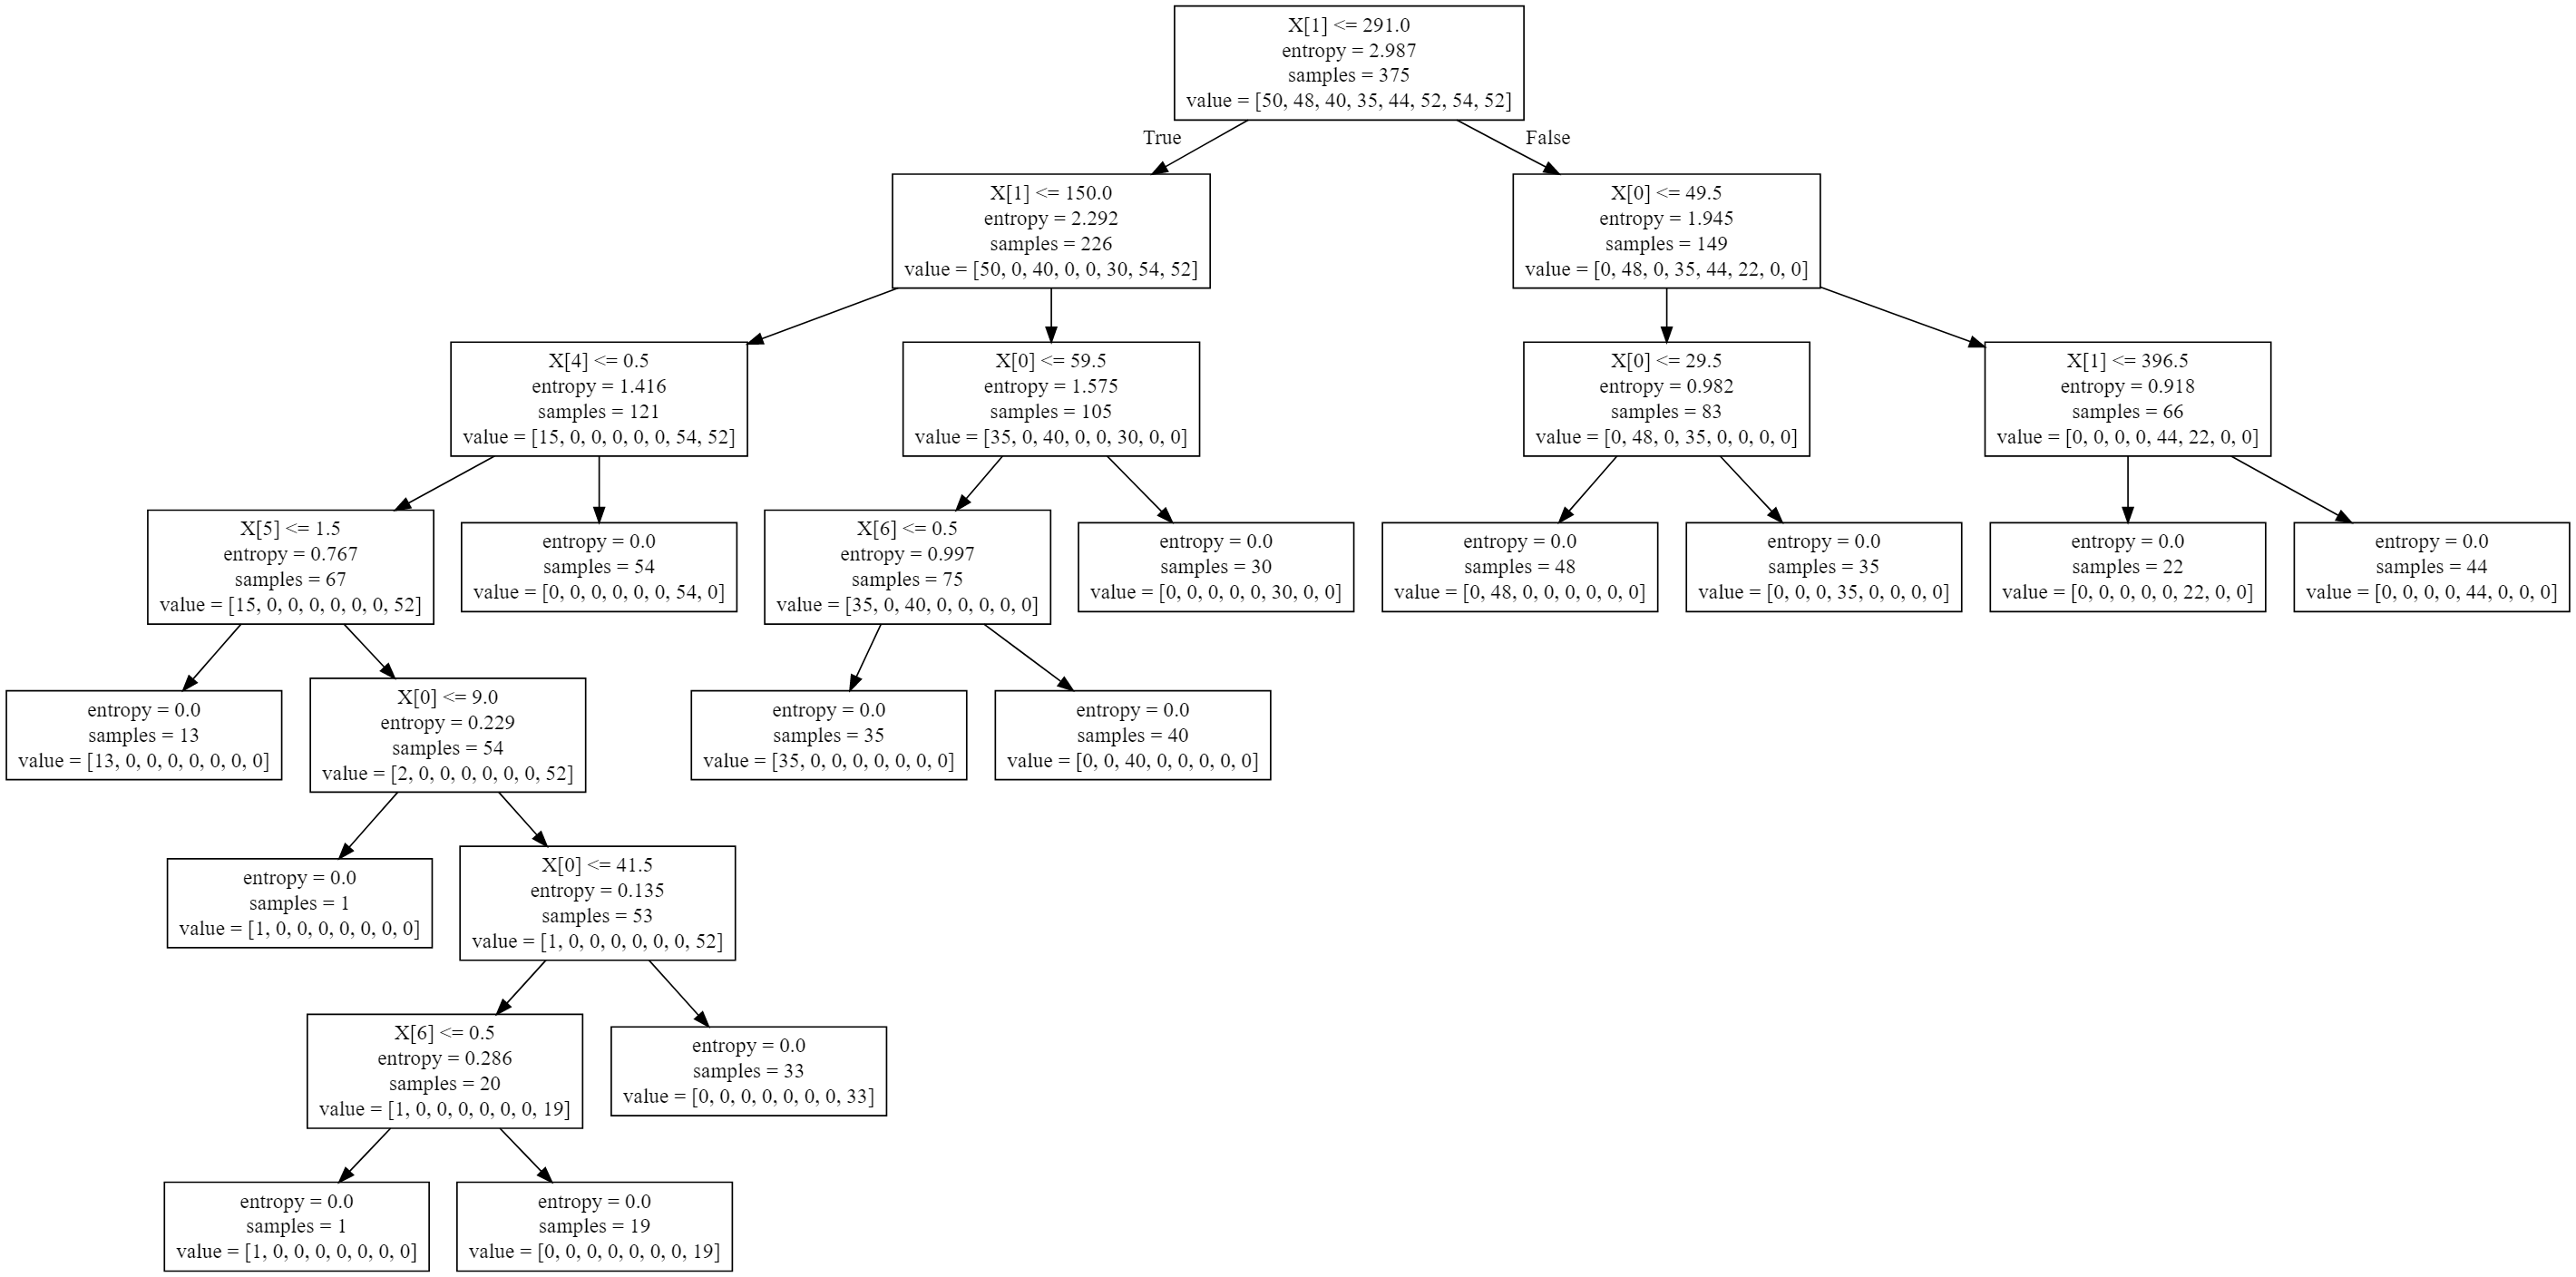 X[1] <= 291.0
entropy = 2.987
samples = 375
value = [50, 48, 40, 35, 44, 52, 54, 52]
True
False
X[1] <= 150.0
entropy = 2.292
samples = 226
value = [50, 0, 40, 0, 0, 30, 54, 52]
X[0] <= 49.5
entropy = 1.945
samples = 149
value = [0, 48, 0, 35, 44, 22, 0, 0]
X[4] <= 0.5
entropy = 1.416
samples = 121
value = [15, 0, 0, 0, 0, 0, 54, 52]
X[0] <= 59.5
entropy = 1.575
samples = 105
value = [35, 0, 40, 0, 0, 30, 0, 0]
X[0] <= 29.5
entropy = 0.982
samples = 83
value = [0, 48, 0, 35, 0, 0, 0, 0]
X[1] <= 396.5
entropy = 0.918
samples = 66
value = [0, 0, 0, 0, 44, 22, 0, 0]
X[5] <= 1.5
entropy = 0.767
samples = 67
value = [15, 0, 0, 0, 0, 0, 0, 52]
entropy = 0.0
samples = 54
value = [0, 0, 0, 0, 0, 0, 54, 0]
X[6] <= 0.5
entropy = 0.997
samples = 75
value = [35, 0, 40, 0, 0, 0, 0, 0]
entropy = 0.0
samples = 30
value = [0, 0, 0, 0, 0, 30, 0, 0]
entropy = 0.0
samples = 48
value = [0, 48, 0, 0, 0, 0, 0, 0]
entropy = 0.0
samples = 35
value = [0, 0, 0, 35, 0, 0, 0, 0]
entropy = 0.0
samples = 22
value = [0, 0, 0, 0, 0, 22, 0, 0]
entropy = 0.0
samples = 44
value = [0, 0, 0, 0, 44, 0, 0, 0]
entropy = 0.0
samples = 13
value = [13, 0, 0, 0, 0, 0, 0, 0]
X[0] <= 9.0
entropy = 0.229
samples = 54
value = [2, 0, 0, 0, 0, 0, 0, 52]
entropy = 0.0
samples = 35
value = [35, 0, 0, 0, 0, 0, 0, 0]
entropy = 0.0
samples = 40
value = [0, 0, 40, 0, 0, 0, 0, 0]
entropy = 0.0
samples = 1
value = [1, 0, 0, 0, 0, 0, 0, 0]
X[0] <= 41.5
entropy = 0.135
samples = 53
value = [1, 0, 0, 0, 0, 0, 0, 52]
X[6] <= 0.5
entropy = 0.286
samples = 20
value = [1, 0, 0, 0, 0, 0, 0, 19]
entropy = 0.0
samples = 33
value = [0, 0, 0, 0, 0, 0, 0, 33]
entropy = 0.0
samples = 1
value = [1, 0, 0, 0, 0, 0, 0, 0]
entropy = 0.0
samples = 19
value = [0, 0, 0, 0, 0, 0, 0, 19]